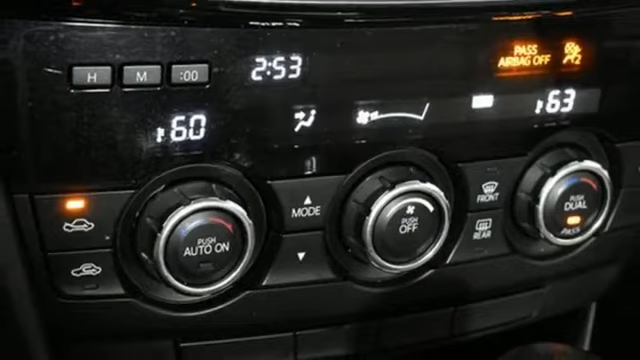 H M :00
2:53
PASS
AIRBAG OFF
2
60
63
PUSH
AUTO ON
MODE
PUSH
OFF
FRONT
REAR
PUSH
DUAL
PASS